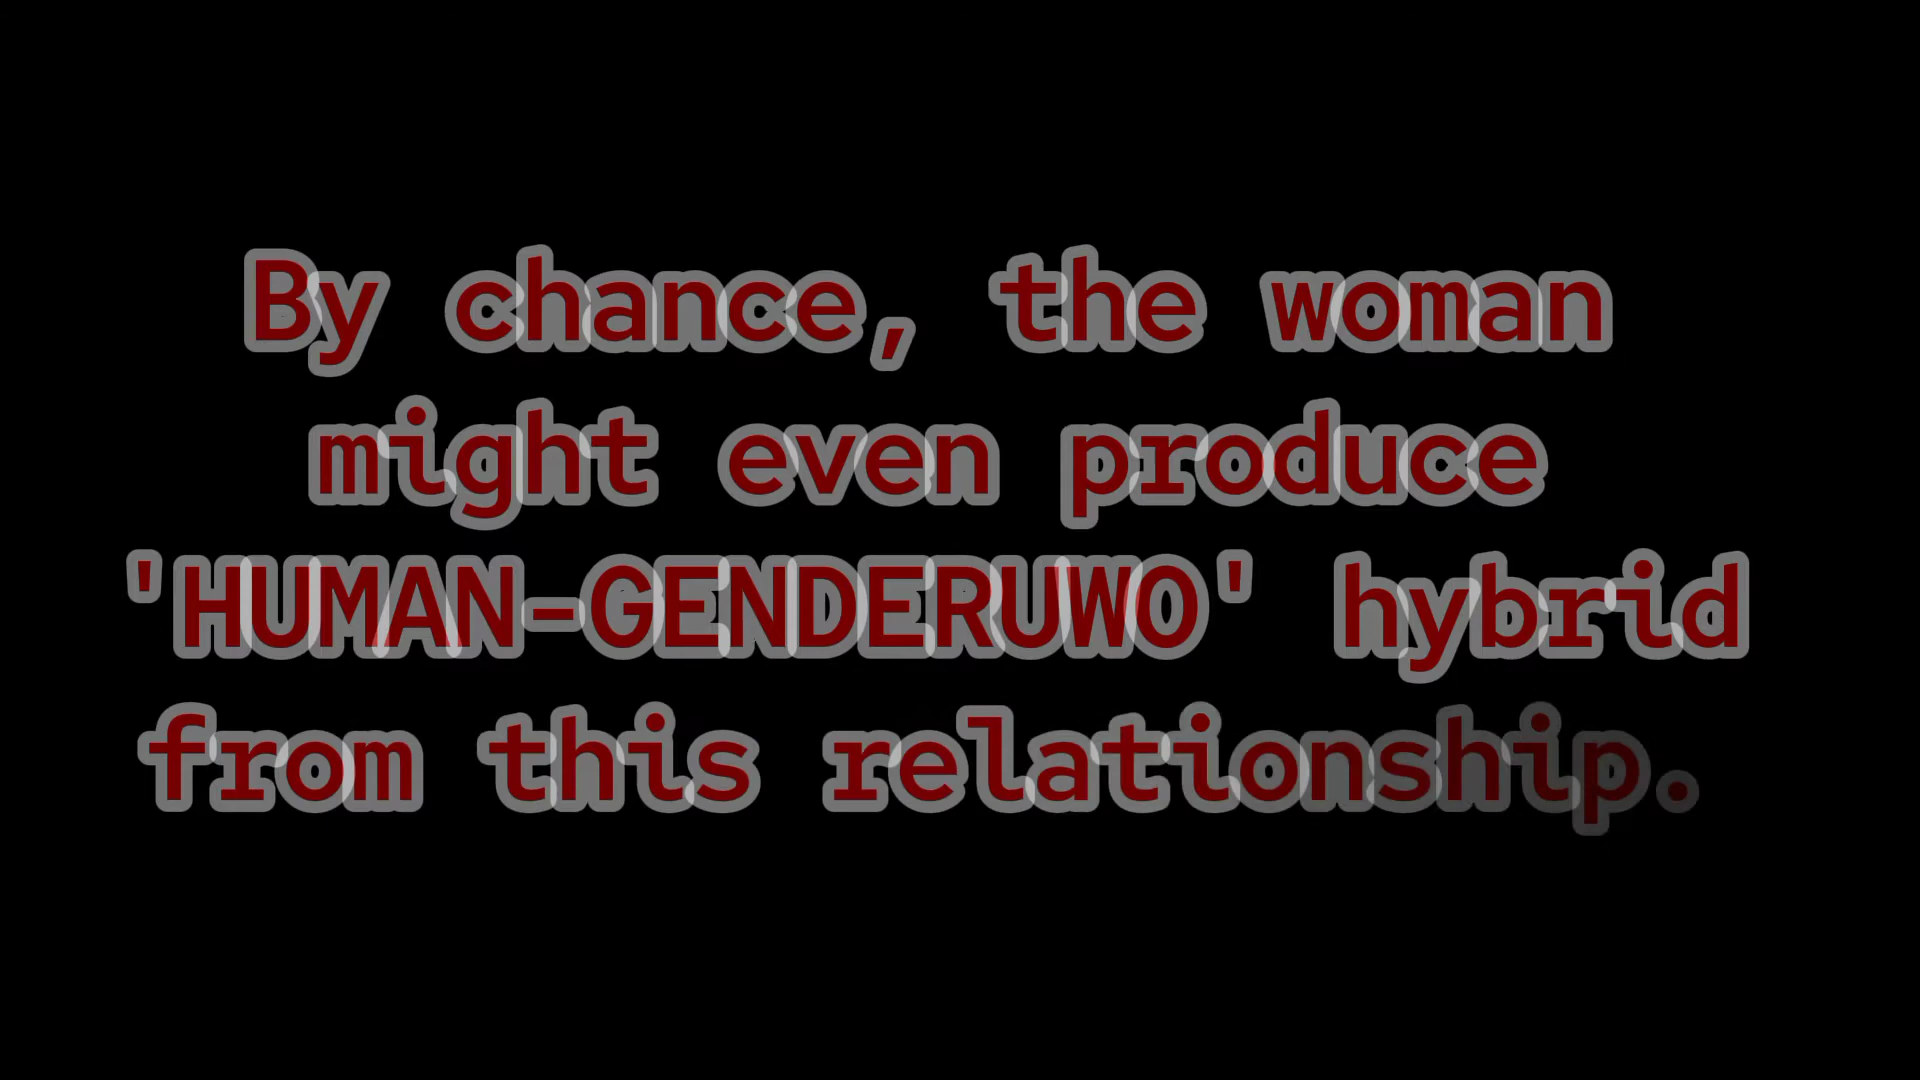 By chance, the woman
might even produce
'HUMAN-GENDERUWO' hybrid
from this relationship.